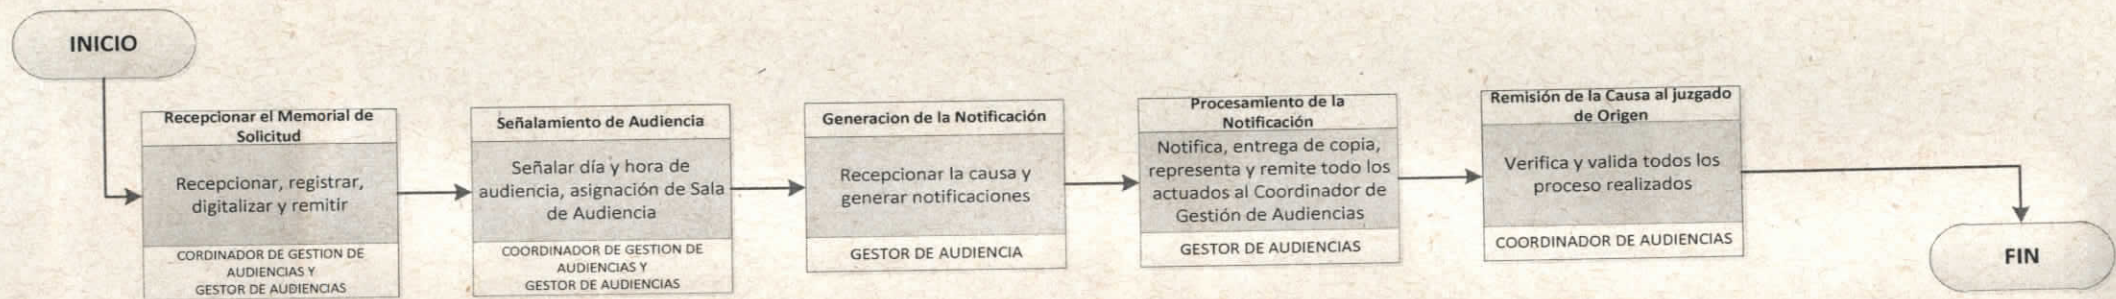 INICIO
Recepcionar el Memorial de
Solicitud
Recepcionar, registrar,
digitalizar y remitir
CORDINADOR DE GESTION DE
AUDIENCIAS Y
GESTOR DE AUDIENCIAS
Señalamiento de Audiencia
Señalar día y hora de
audiencia, asignación de Sala
de Audiencia
COORDINADOR DE GESTION DE
AUDIENCIAS Y
GESTOR DE AUDIENCIAS
Generacion de la Notificación
Recepcionar la causa y
generar notificaciones
GESTOR DE AUDIENCIA
Procesamiento de la
Notificación
Notifica, entrega de copia,
representa y remite todo los
actuados al Coordinador de
Gestión de Audiencias
GESTOR DE AUDIENCIAS
Remisión de la Causa al juzgado
de Origen
Verifica y valida todos los
proceso realizados
COORDINADOR DE AUDIENCIAS
FIN